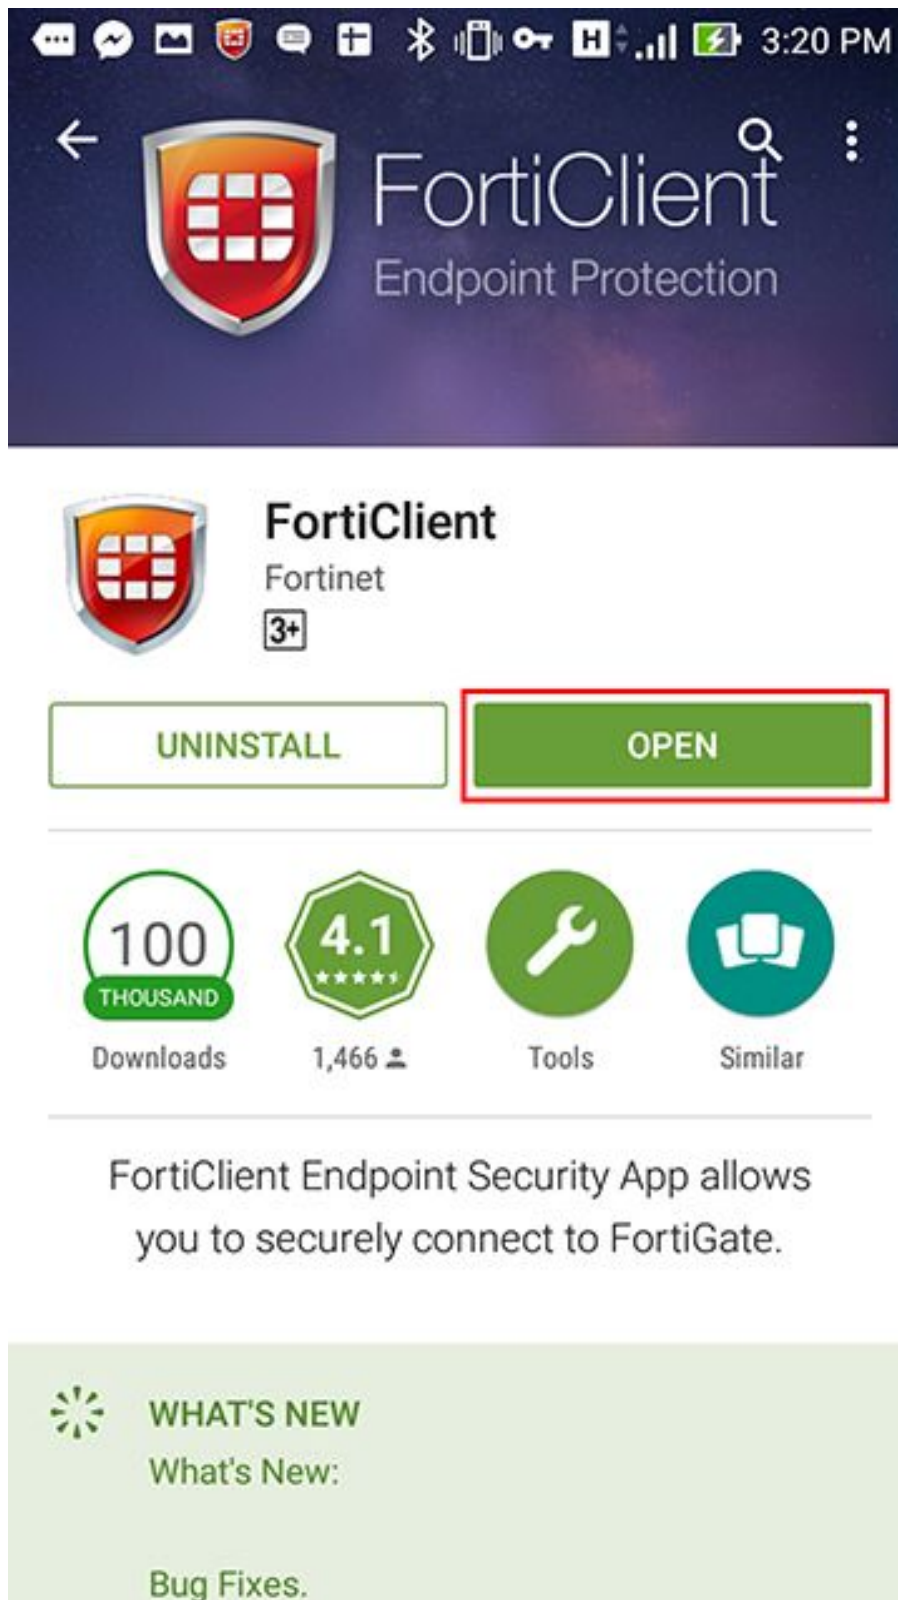 H 3:20 PM
FortiClient
Endpoint Protection
FortiClient
Fortinet
3+
UNINSTALL
OPEN
100
THOUSAND
4.1
Downloads
1,466
Tools
Similar
FortiClient Endpoint Security App allows
you to securely connect to FortiGate.
WHAT'S NEW
What's New:
Bug Fixes.